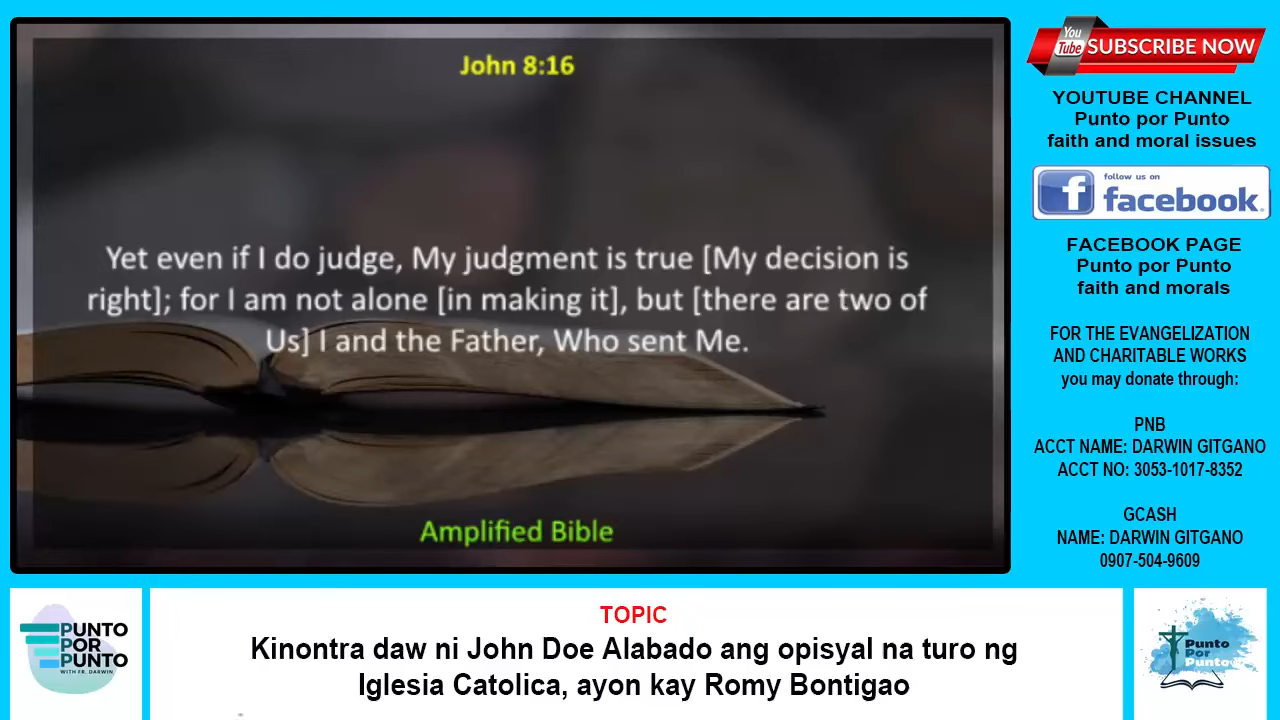 John 8:16
Yet even if I do judge, My judgment is true [My decision is
right]; for I am not alone [in making it], but [there are two of
Us] I and the Father, Who sent Me.
Amplified Bible
You
Tube
SUBSCRIBE NOW
YOUTUBE CHANNEL
Punto por Punto
faith and moral issues
follow us on
facebook.
FACEBOOK PAGE
Punto por Punto
faith and morals
FOR THE EVANGELIZATION
AND CHARITABLE WORKS
you may donate through:
PNB
ACCT NAME: DARWIN GITGANO
ACCT NO: 3053-1017-8352
GCASH
NAME: DARWIN GITGANO
0907-504-9609
PUNTO
POR
PUNTO
WITH FR. DARWIN
TOPIC
Kinontra daw ni John Doe Alabado ang opisyal na turo ng
Iglesia Catolica, ayon kay Romy Bontigao
Punto
Por
Punto